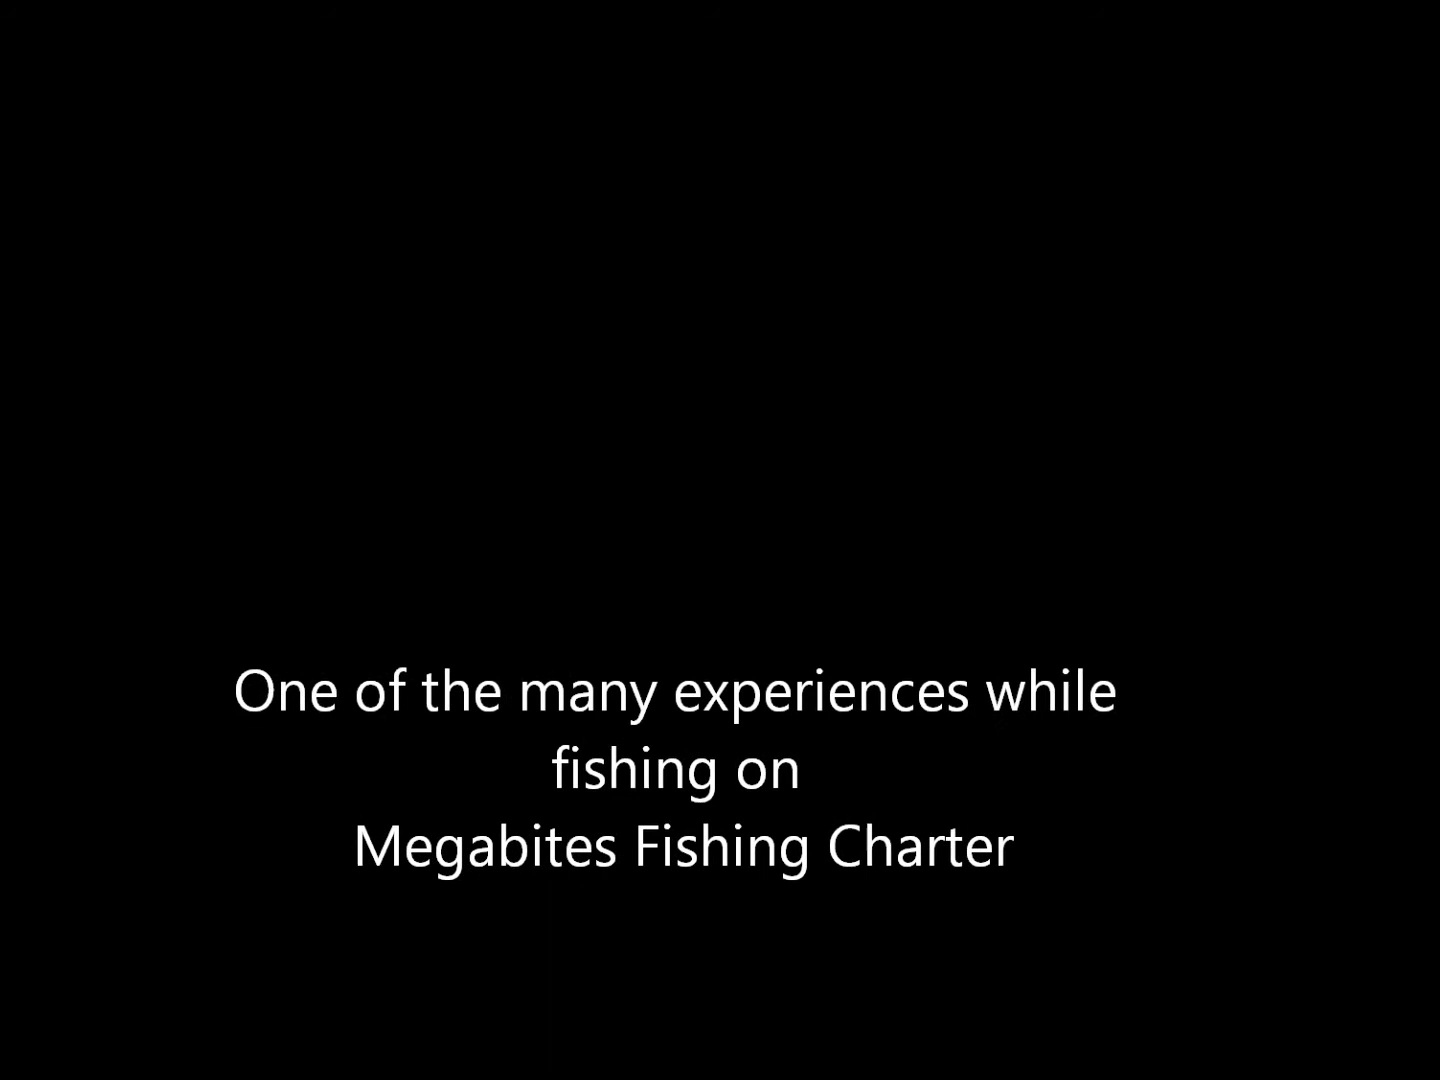 One of the many experiences while
fishing on
Megabites Fishing Charter